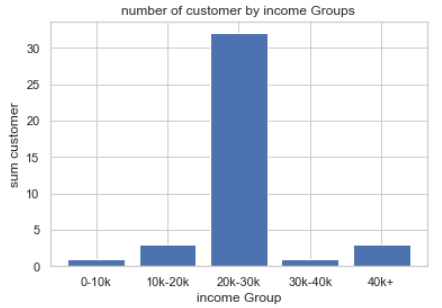 number of customer by income Groups
30
25
20
15
10
5
0
sum customer
0-10k 10k-20k 20k-30k 30k-40k 40k+
income Group